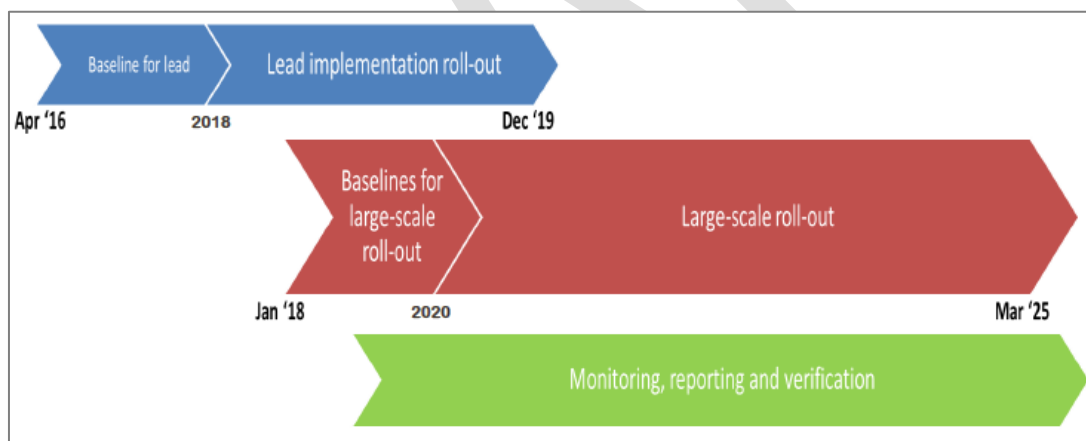 Baseline for lead
Lead implementation roll-out
Apr ‘16
2018
Dec ‘19
Baselines for
large-scale
roll-out
Large-scale roll-out
Jan ‘18
2020
Mar ‘25
Monitoring, reporting and verification